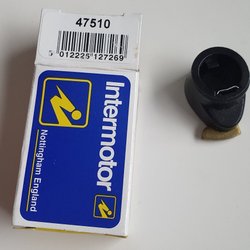 47510
5 012225 127269
Intermotor
Nottingham England